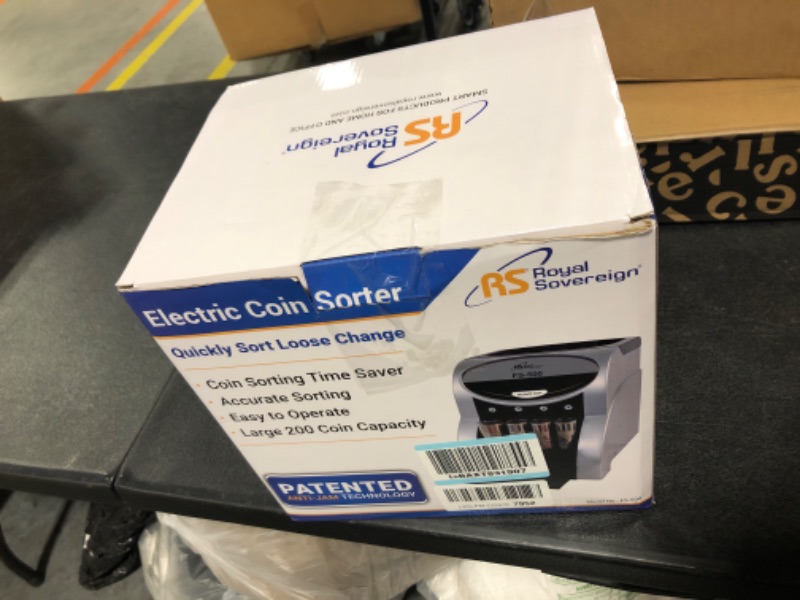 SMART PRODUCTS FOR HOME AND OFFICE
www.royalsovereign.com
RS Royal
Sovereign
Electric Coin Sorter
RS Royal
Sovereign
Quickly Sort Loose Change
· Coin Sorting Time Saver
· Accurate Sorting
· Easy to Operate
· Large 200 Coin Capacity
PATENTED
ANTI-JAM TECHNOLOGY